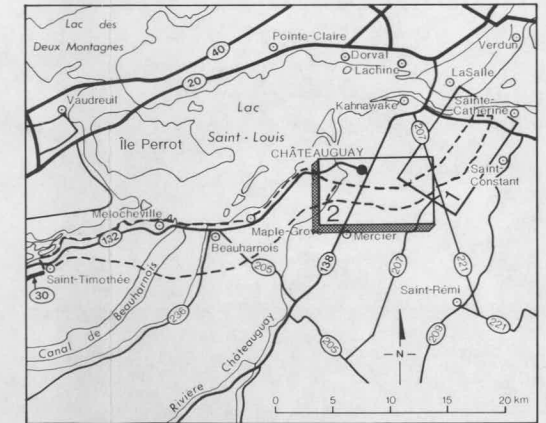 Lac des
Deux Montagnes
40
Pointe-Claire
Verdun
Dorval
Lachine
20
LaSalle
Vaudreuil
Lac
Saint-Louis
Kahnawake
Sainte-
Catherine
Île Perrot
207
CHÂTEAUGUAY
Saint-
Constant
1
2
Melocheville
Maple-Grove
132
Beauharnois
Mercier
205
138
207
221
Saint-Timothée
30
Saint-Rémi
Canal de Beauharnois
236
209
221
- N -
205
Rivière Châteauguay
0 5 10 15 20 km